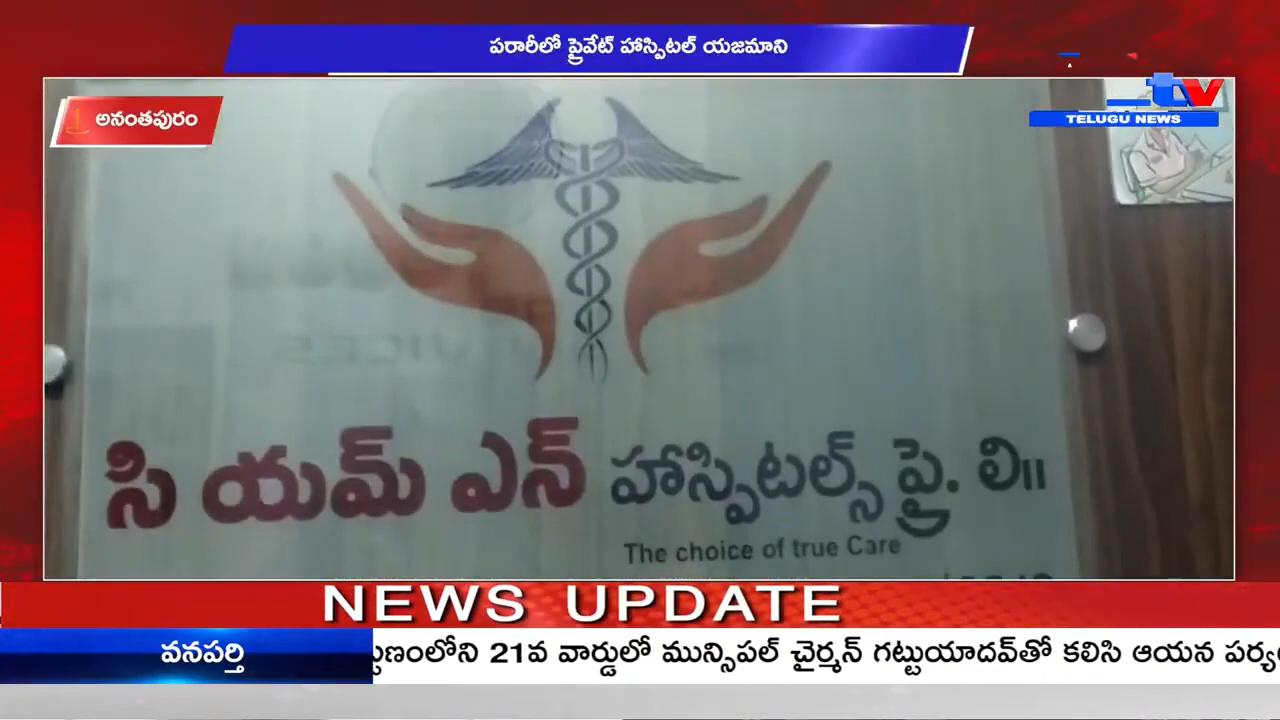 పరారీలో ప్రైవేట్ హాస్పిటల్ యజమాని
అనంతపురం
tv
TELUGU NEWS
సి యమ్ ఎన్ హాస్పిటల్స్ ప్రై. లి||
The choice of true Care
NEWS UPDATE
వనపర్తి
21వ వార్డులో మున్సిపల్ చైర్మన్ గట్టుయాదవ్‌తో కలిసి ఆయన